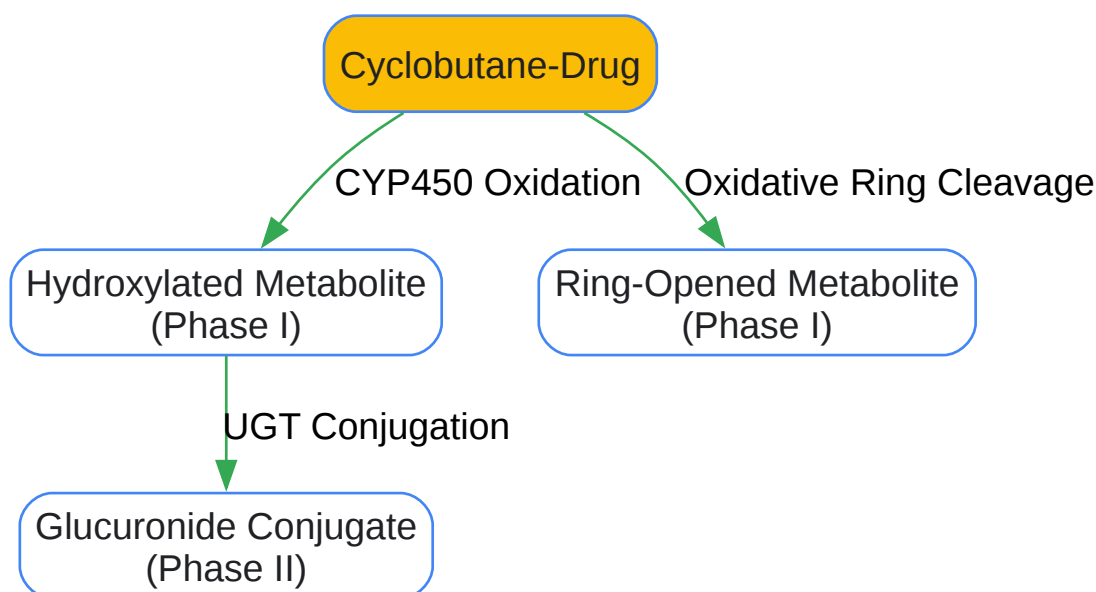 Cyclobutane-Drug
CYP450 Oxidation
Oxidative Ring Cleavage
Hydroxylated Metabolite
(Phase I)
Ring-Opened Metabolite
(Phase I)
UGT Conjugation
Glucuronide Conjugate
(Phase II)